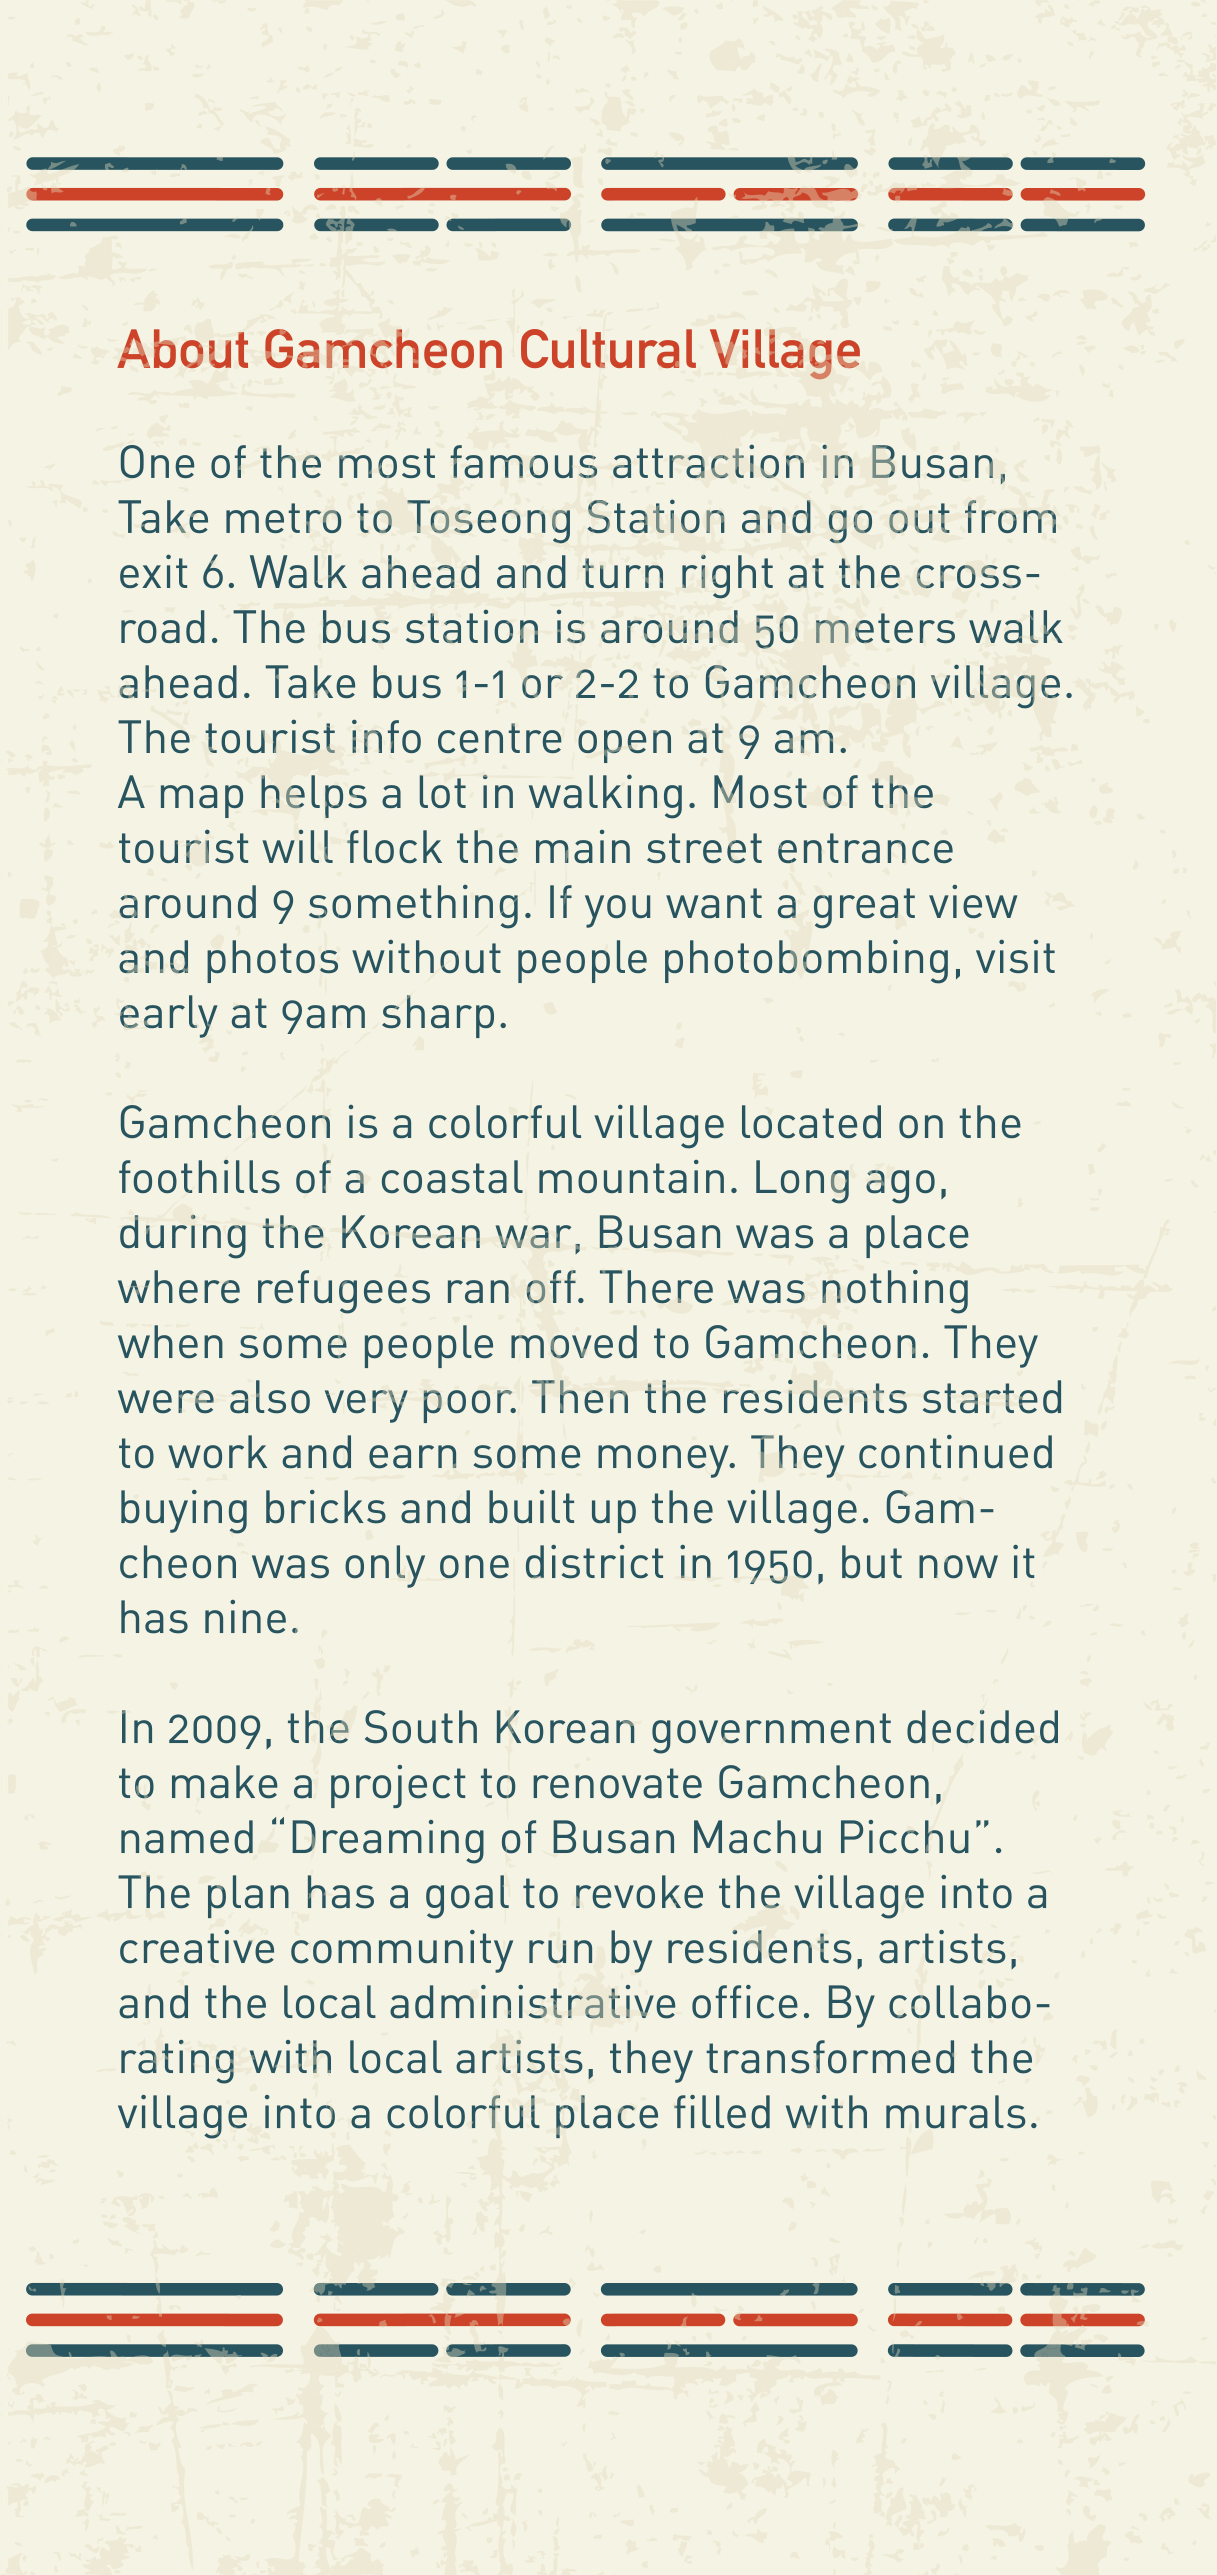 About Gamcheon Cultural Village
One of the most famous attraction in Busan,
Take metro to Toseong Station and go out from
exit 6. Walk ahead and turn right at the cross-
road. The bus station is around 50 meters walk
ahead. Take bus 1-1 or 2-2 to Gamcheon village.
The tourist info centre open at 9 am.
A map helps a lot in walking. Most of the
tourist will flock the main street entrance
around 9 something. If you want a great view
and photos without people photobombing, visit
early at 9am sharp.
Gamcheon is a colorful village located on the
foothills of a coastal mountain. Long ago,
during the Korean war, Busan was a place
where refugees ran off. There was nothing
when some people moved to Gamcheon. They
were also very poor. Then the residents started
to work and earn some money. They continued
buying bricks and built up the village. Gam-
cheon was only one district in 1950, but now it
has nine.
In 2009, the South Korean government decided
to make a project to renovate Gamcheon,
named “Dreaming of Busan Machu Picchu”.
The plan has a goal to revoke the village into a
creative community run by residents, artists,
and the local administrative office. By collabo-
rating with local artists, they transformed the
village into a colorful place filled with murals.